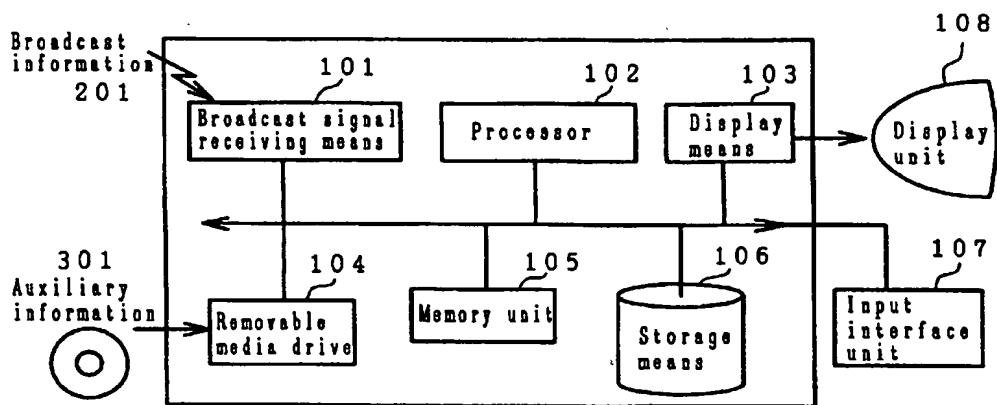 Broadcast
information
201
101
Broadcast signal
receiving means
102
Processor
103
Display
means
108
Display
unit
301
Auxiliary
information
104
Removable
media drive
105
Memory unit
106
Storage
means
107
Input
interface
unit